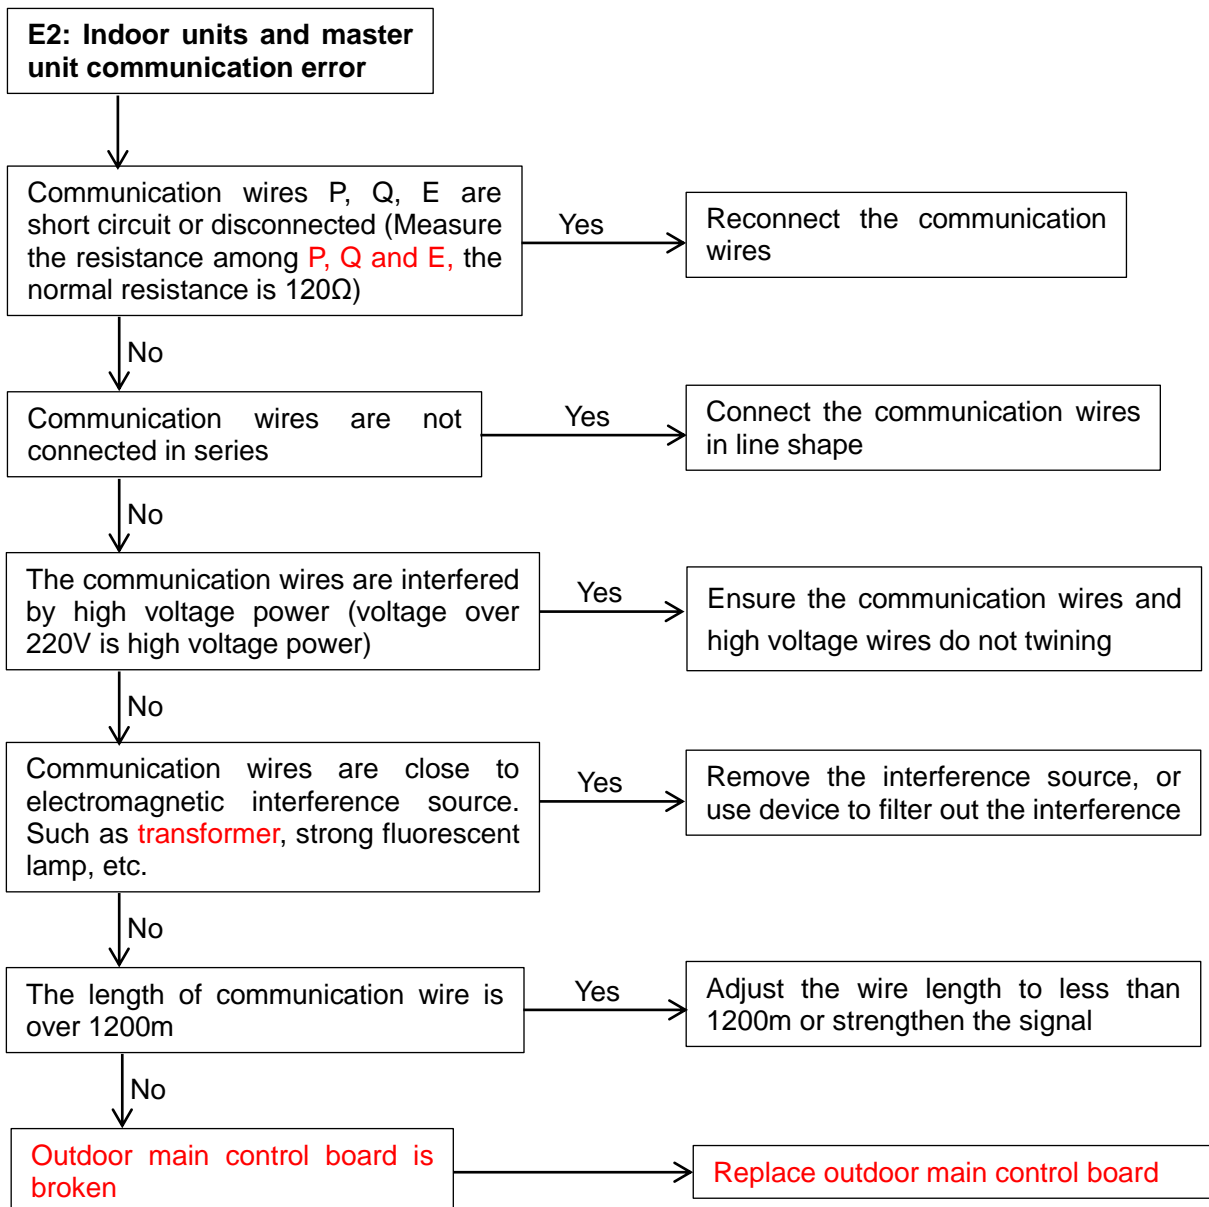 E2: Indoor units and master
unit communication error
Communication wires P, Q, E are
short circuit or disconnected (Measure
the resistance among P, Q and E, the
normal resistance is 120Ω)
Yes
Reconnect the communication
wires
No
Communication wires are not
connected in series
Yes
Connect the communication wires
in line shape
No
The communication wires are interfered
by high voltage power (voltage over
220V is high voltage power)
Yes
Ensure the communication wires and
high voltage wires do not twining
No
Communication wires are close to
electromagnetic interference source.
Such as transformer, strong fluorescent
lamp, etc.
Yes
Remove the interference source, or
use device to filter out the interference
No
The length of communication wire is
over 1200m
Yes
Adjust the wire length to less than
1200m or strengthen the signal
No
Outdoor main control board is
broken
Replace outdoor main control board